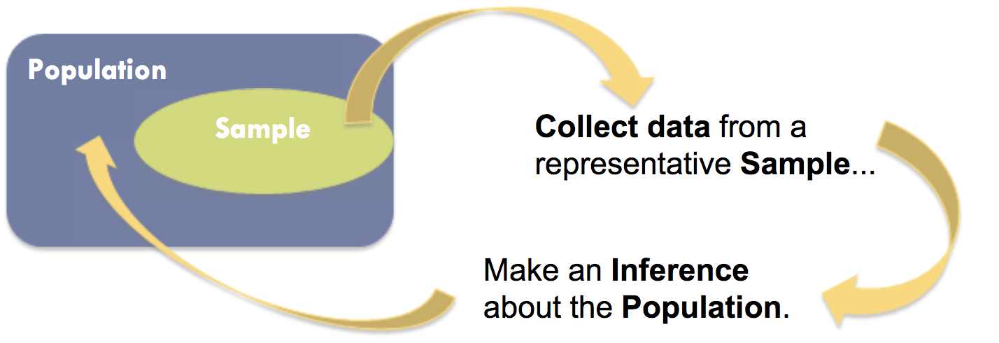 Population
Sample
Collect data from a
representative Sample...
Make an Inference
about the Population.